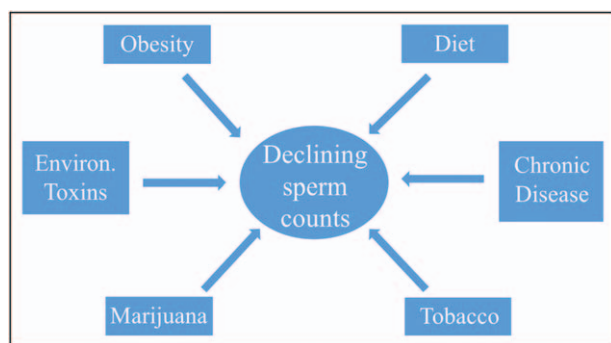 Obesity
Diet
Environ.
Toxins
Declining
sperm
counts
Chronic
Disease
Marijuana
Tobacco